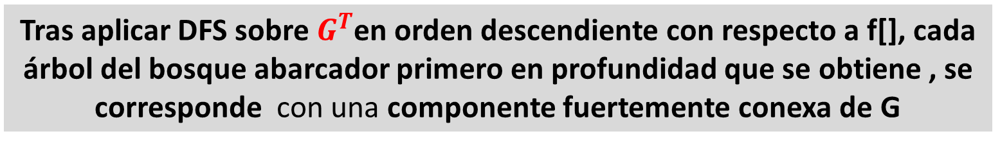 Tras aplicar DFS sobre 𝑮ᵀ en orden descendiente con respecto a f[], cada
árbol del bosque abarcador primero en profundidad que se obtiene , se
corresponde con una componente fuertemente conexa de G